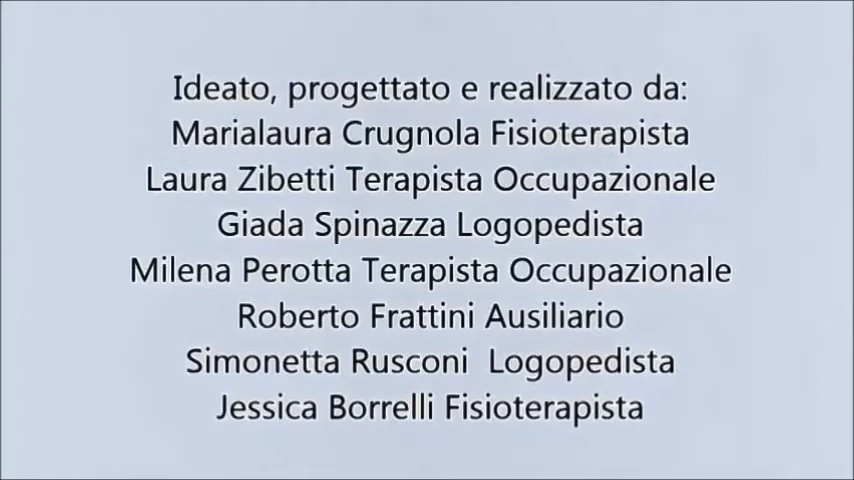 Ideato, progettato e realizzato da:
Marialaura Crugnola Fisioterapista
Laura Zibetti Terapista Occupazionale
Giada Spinazza Logopedista
Milena Perotta Terapista Occupazionale
Roberto Frattini Ausiliario
Simonetta Rusconi  Logopedista
Jessica Borrelli Fisioterapista